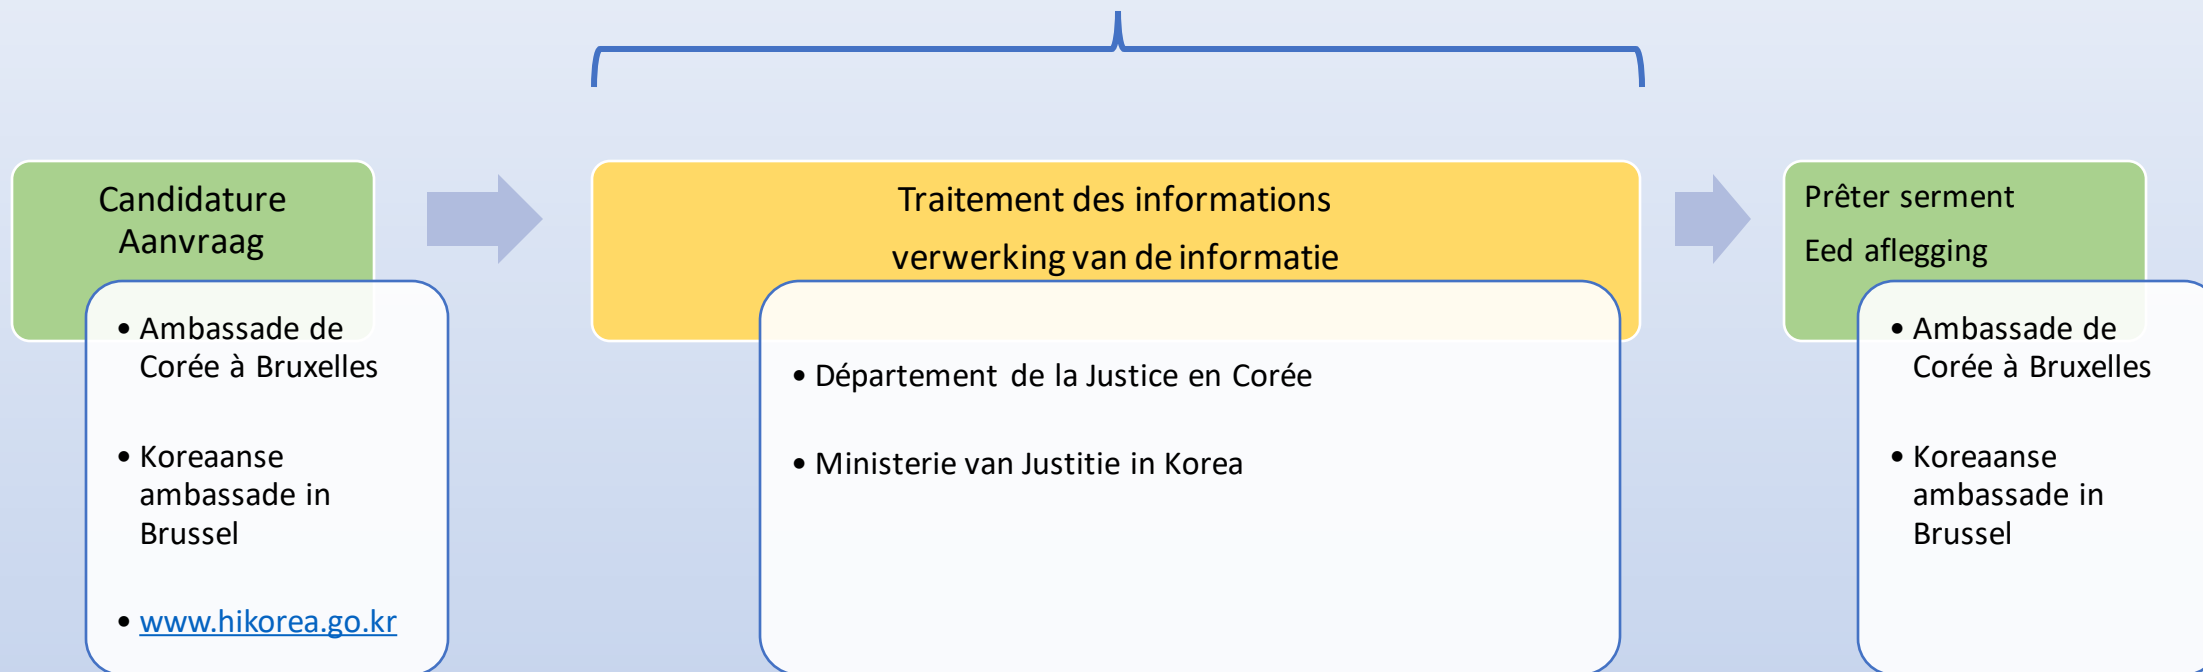 Candidature
Aanvraag
• Ambassade de
Corée à Bruxelles
• Koreaanse
ambassade in
Brussel
• www.hikorea.go.kr
Traitement des informations
verwerking van de informatie
• Département de la Justice en Corée
• Ministerie van Justitie in Korea
Prêter serment
Eed aflegging
• Ambassade de
Corée à Bruxelles
• Koreaanse
ambassade in
Brussel